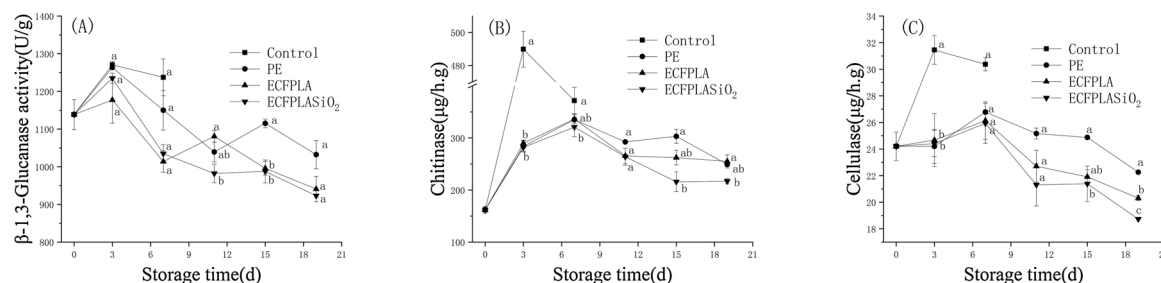 (A)
β-1,3-Glucanase activity(U/g)
1400
1300
1200
1100
1000
900
800
Control
PE
ECFPLA
ECFPLASiO₂
a
a
a
a
a
a
a
ab
b
a
b
b
a
a
a
0 3 6 9 12 15 18 21
Storage time(d)
(B)
Chitinase(μg/h.g)
500
480
300
200
100
Control
PE
ECFPLA
ECFPLASiO₂
a
b
b
b
a
ab
b
a
a
a
a
ab
b
a
ab
b
0 3 6 9 12 15 18 21
Storage time(d)
(C)
Cellulase(μg/h.g)
34
32
30
28
26
24
22
20
18
Control
PE
ECFPLA
ECFPLASiO₂
a
b
b
b
a
a
a
a
a
a
a
ab
b
a
b
c
0 3 6 9 12 15 18 21
Storage time(d)